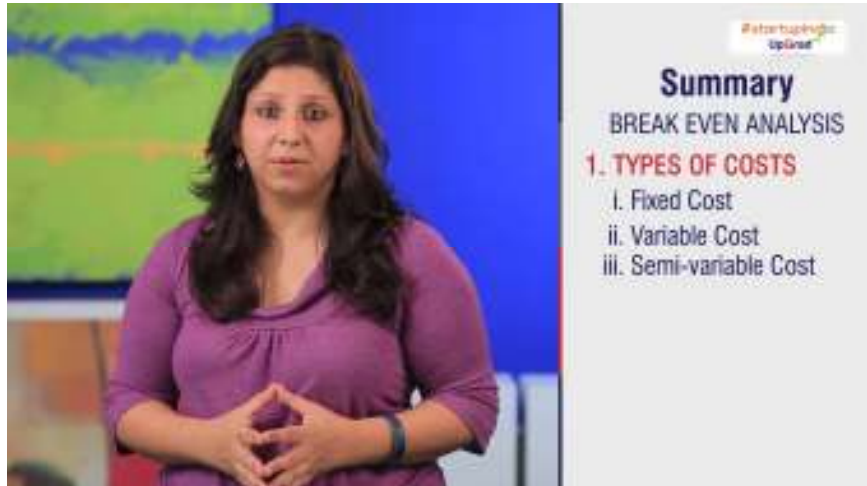 #startupindia
UpGrad
Summary
BREAK EVEN ANALYSIS
1. TYPES OF COSTS
i. Fixed Cost
ii. Variable Cost
iii. Semi-variable Cost